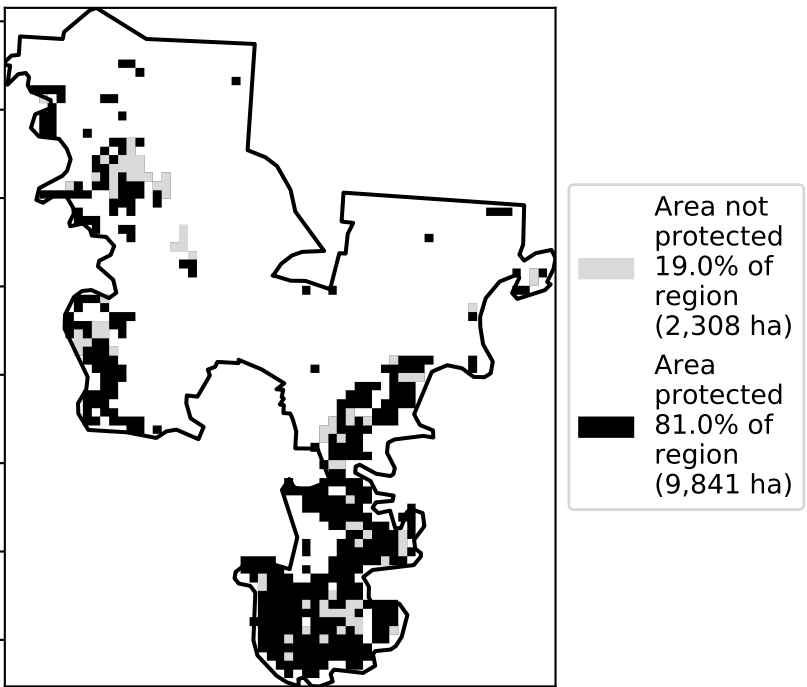 Area not
protected
19.0% of
region
(2,308 ha)
Area
protected
81.0% of
region
(9,841 ha)